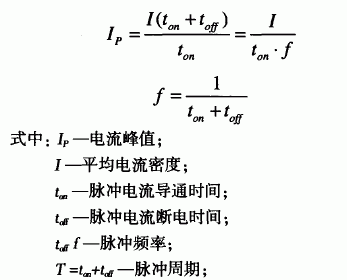 I_P = I(t_on + t_off) / t_on = I / (t_on · f)
f = 1 / (t_on + t_off)
式中: I_P —电流峰值;
I —平均电流密度;
t_on —脉冲电流导通时间;
t_off —脉冲电流断电时间;
t_off f —脉冲频率;
T =t_on+t_off —脉冲周期;